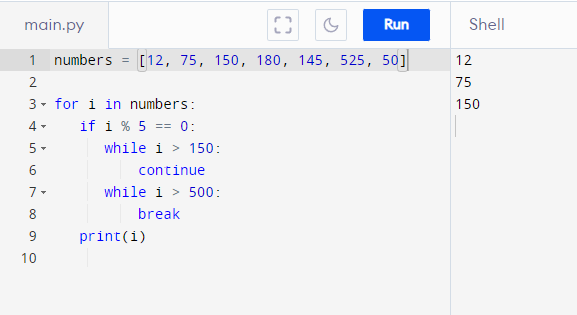 main.py Run Shell
1 numbers = [12, 75, 150, 180, 145, 525, 50] 12
2 75
3 for i in numbers: 150
4 if i % 5 == 0:
5 while i > 150:
6 continue
7 while i > 500:
8 break
9 print(i)
10